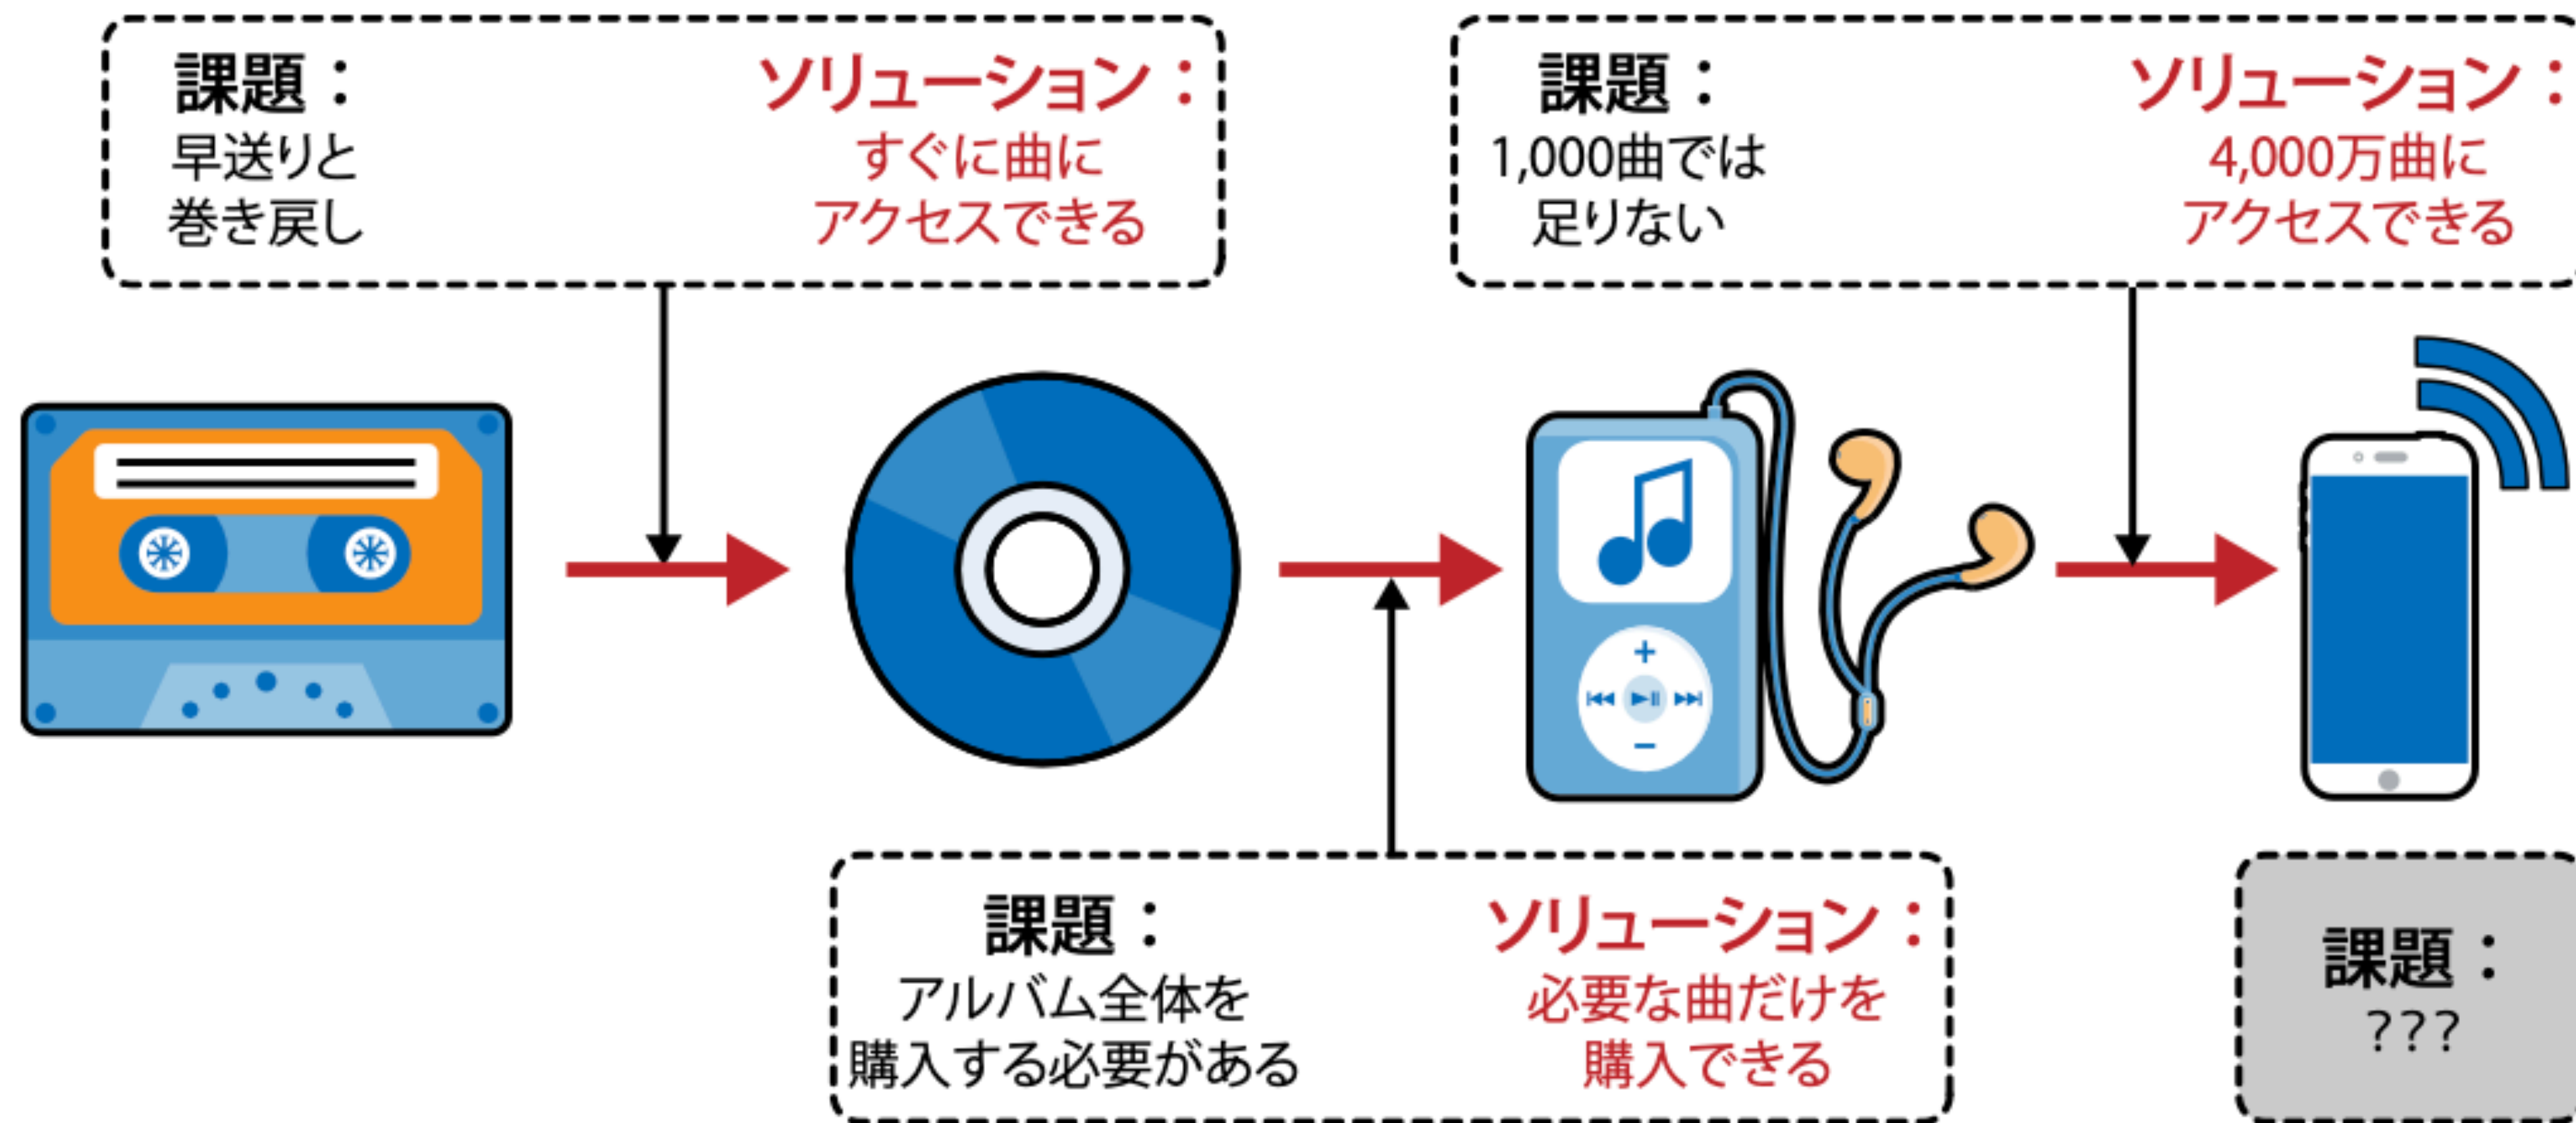 課題：
早送りと
巻き戻し
ソリューション：
すぐに曲に
アクセスできる
課題：
1,000曲では
足りない
ソリューション：
4,000万曲に
アクセスできる
課題：
アルバム全体を
購入する必要がある
ソリューション：
必要な曲だけを
購入できる
課題：
???